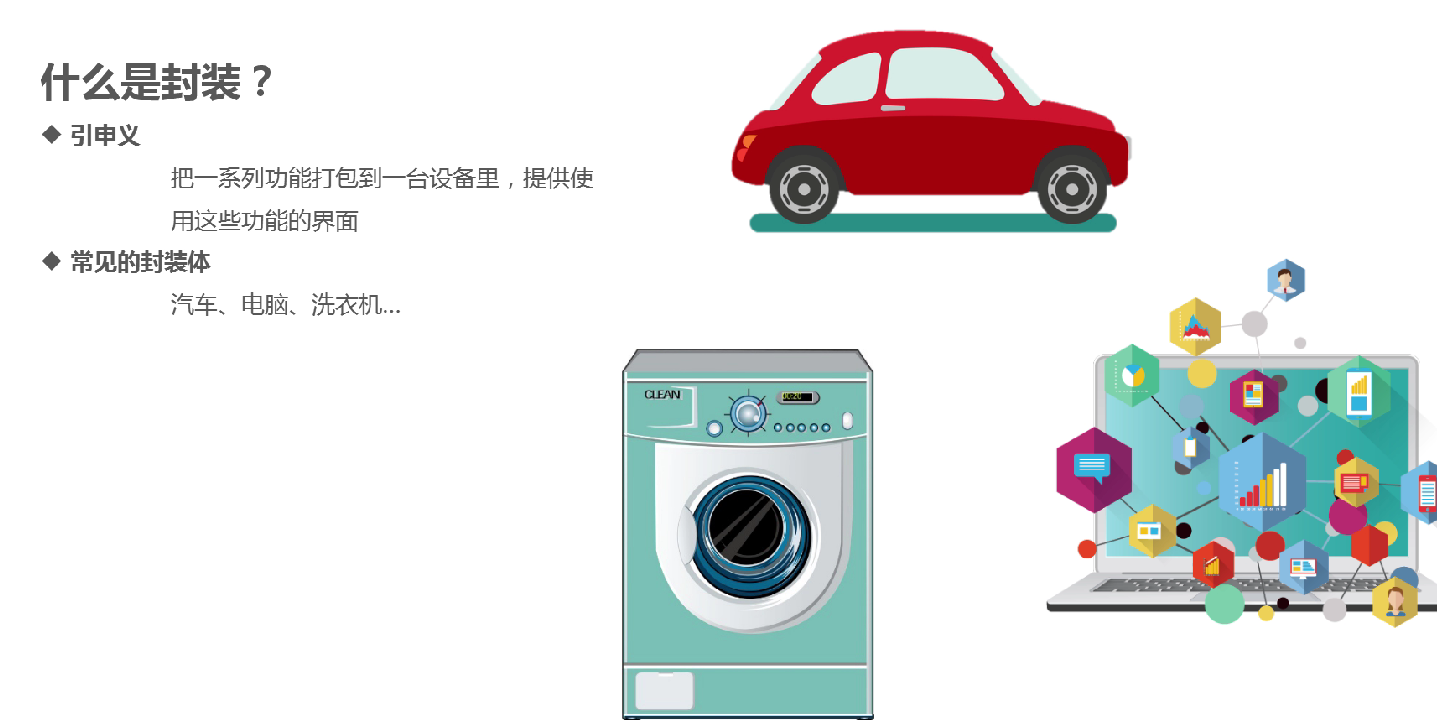 什么是封装？
◆ 引申义
把一系列功能打包到一台设备里，提供使
用这些功能的界面
◆ 常见的封装体
汽车、电脑、洗衣机...
CLEAN
00:20